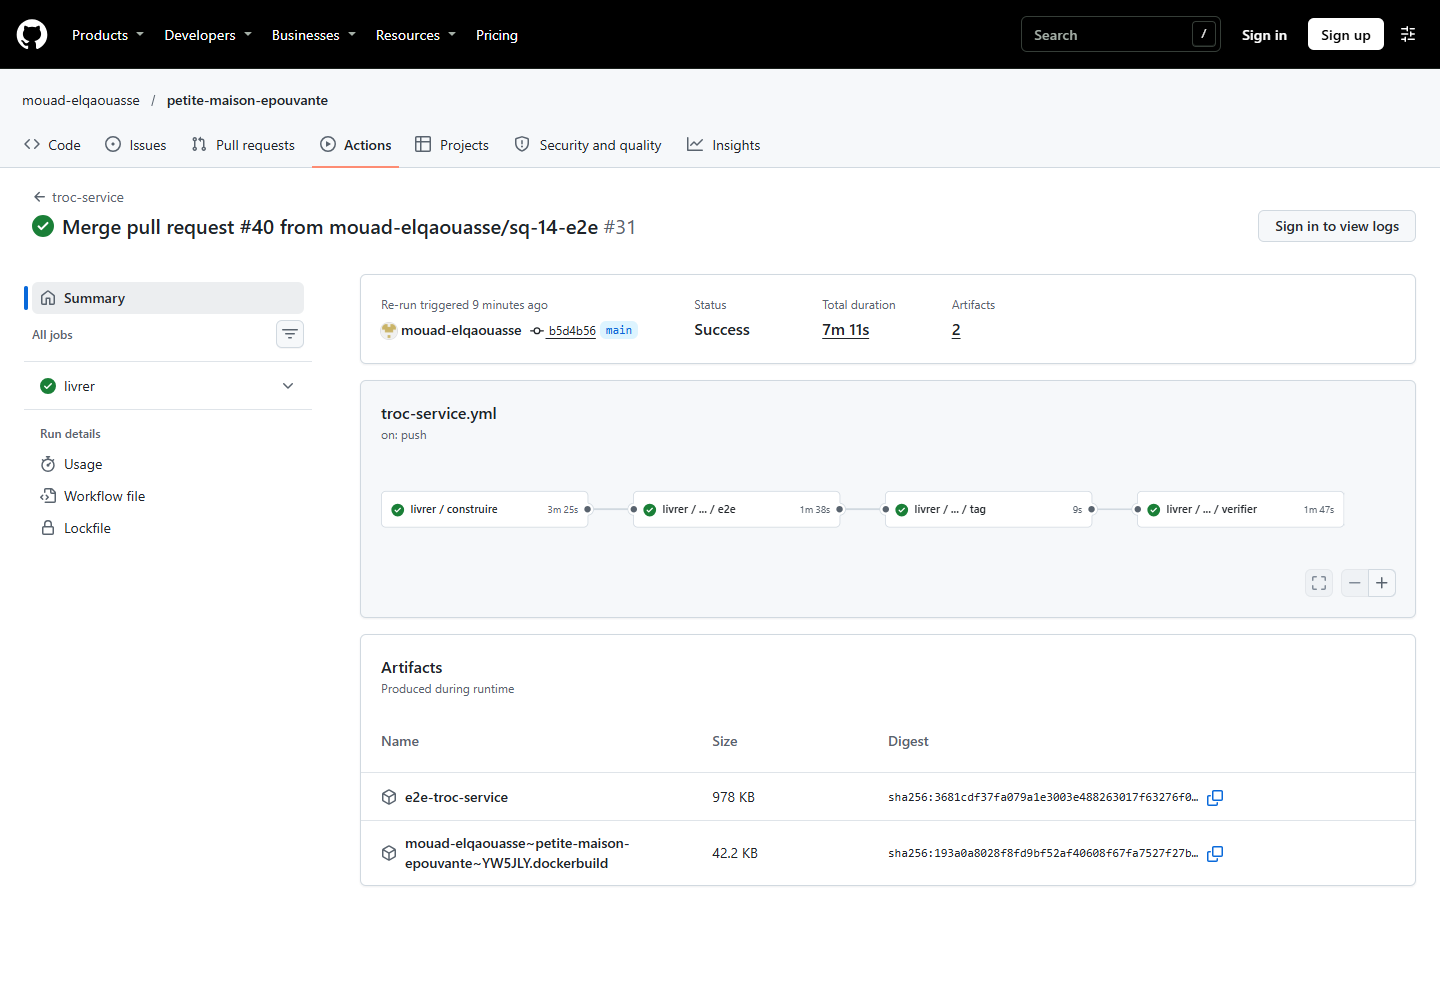 Products Developers Businesses Resources Pricing Search / Sign in Sign up
mouad-elqaouasse / petite-maison-epouvante
Code Issues Pull requests Actions Projects Security and quality Insights
troc-service
Merge pull request #40 from mouad-elqaouasse/sq-14-e2e #31
Sign in to view logs
Summary
All jobs
livrer
Run details
Usage
Workflow file
Lockfile
Re-run triggered 9 minutes ago Status Total duration Artifacts
mouad-elqaouasse b5d4b56 main Success 7m 11s 2
troc-service.yml
on: push
livrer / construire 3m 25s livrer / ... / e2e 1m 38s livrer / ... / tag 9s livrer / ... / verifier 1m 47s
Artifacts
Produced during runtime
Name Size Digest
e2e-troc-service 978 KB sha256:3681cdf37fa079a1e3003e488263017f63276f0…
mouad-elqaouasse~petite-maison-
epouvante~YW5JLY.dockerbuild 42.2 KB sha256:193a0a8028f8fd9bf52af40608f67fa7527f27b…